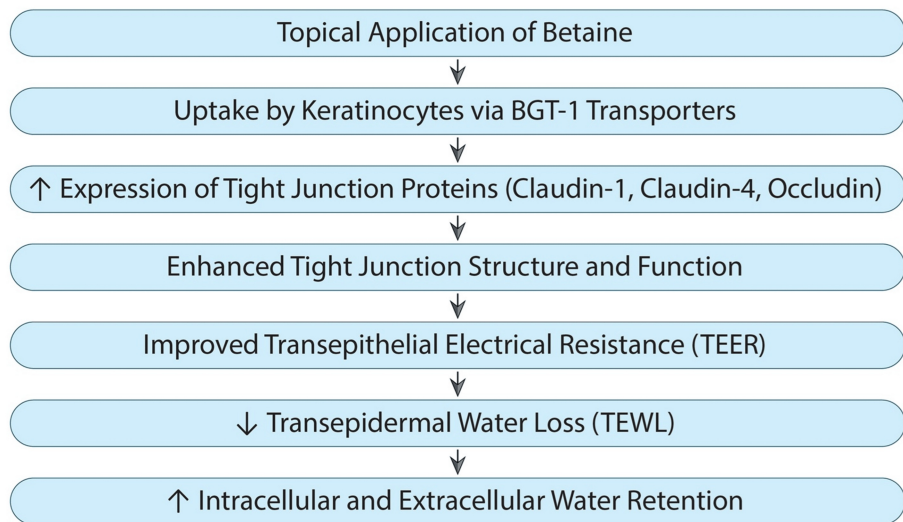 Topical Application of Betaine
Uptake by Keratinocytes via BGT-1 Transporters
↑ Expression of Tight Junction Proteins (Claudin-1, Claudin-4, Occludin)
Enhanced Tight Junction Structure and Function
Improved Transepithelial Electrical Resistance (TEER)
↓ Transepidermal Water Loss (TEWL)
↑ Intracellular and Extracellular Water Retention